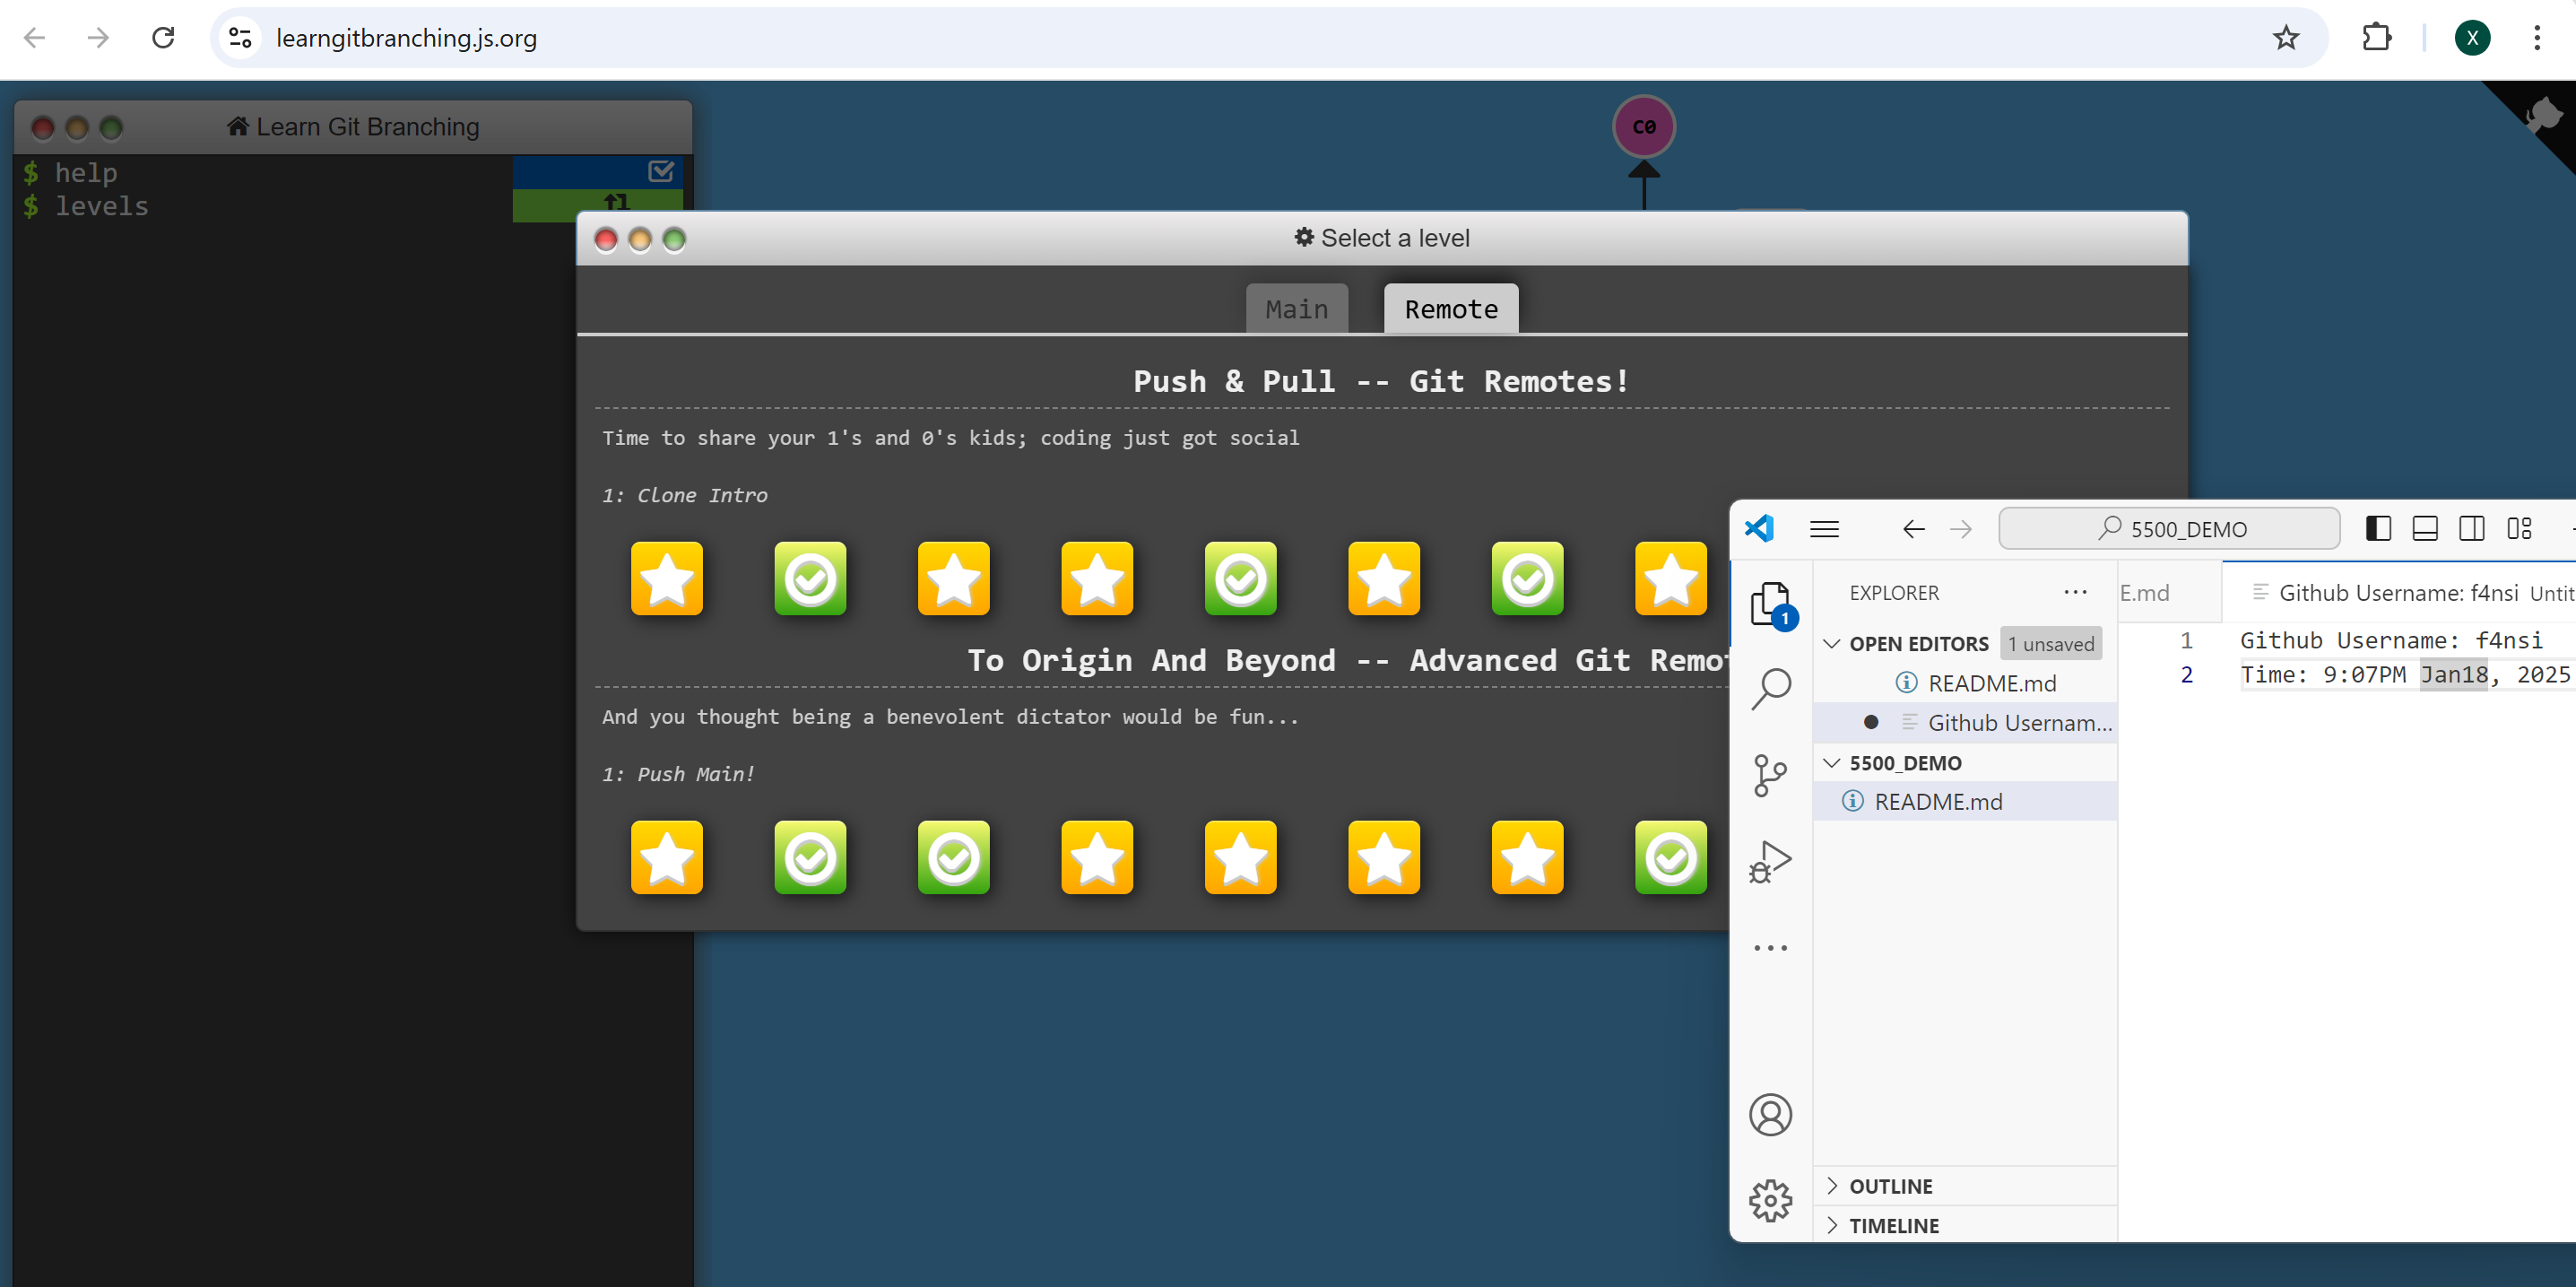 learngitbranching.js.org
X
Learn Git Branching
$ help
$ levels
C0
Select a level
Main
Remote
Push & Pull -- Git Remotes!
Time to share your 1's and 0's kids; coding just got social
1: Clone Intro
To Origin And Beyond -- Advanced Git Remot
And you thought being a benevolent dictator would be fun...
1: Push Main!
5500_DEMO
1
EXPLORER
OPEN EDITORS
1 unsaved
README.md
Github Usernam...
5500_DEMO
README.md
OUTLINE
TIMELINE
E.md
Github Username: f4nsi Untit
1 Github Username: f4nsi
2 Time: 9:07PM Jan18, 2025